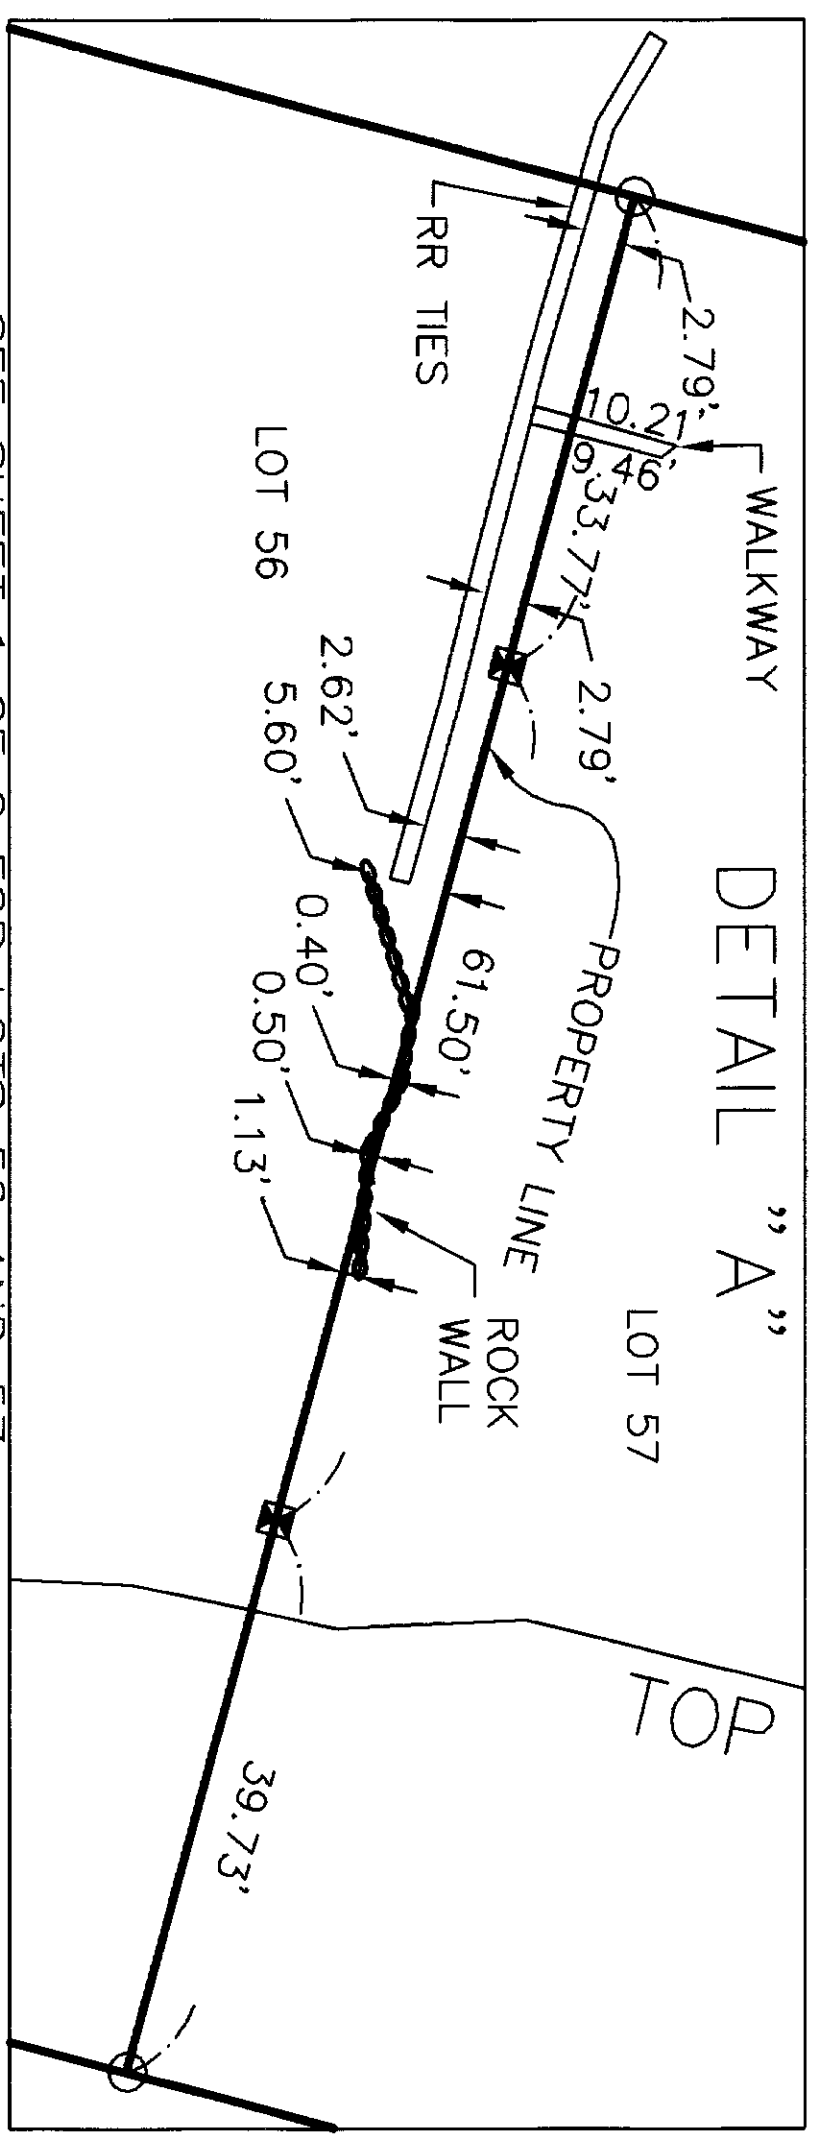 DETAIL "A"
WALKWAY
2.79'
10.21'
9.46'
33.77'
2.79'
RR TIES
LOT 56
LOT 57
PROPERTY LINE
61.50'
2.62'
5.60'
0.40'
0.50'
1.13'
ROCK
WALL
TOP
39.73'